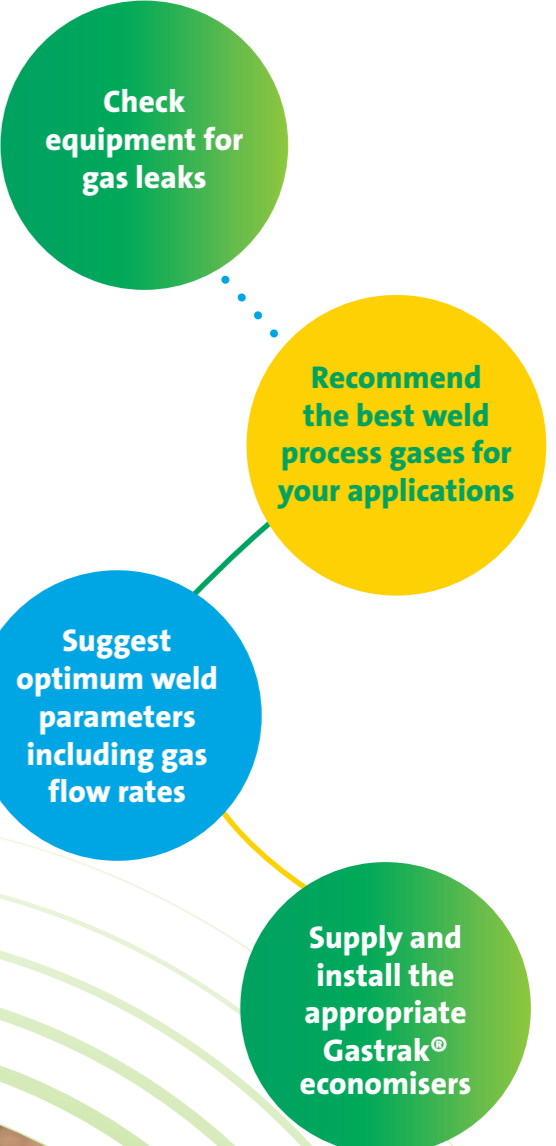 Check
equipment for
gas leaks
Recommend
the best weld
process gases for
your applications
Suggest
optimum weld
parameters
including gas
flow rates
Supply and
install the
appropriate
Gastrak®
economisers